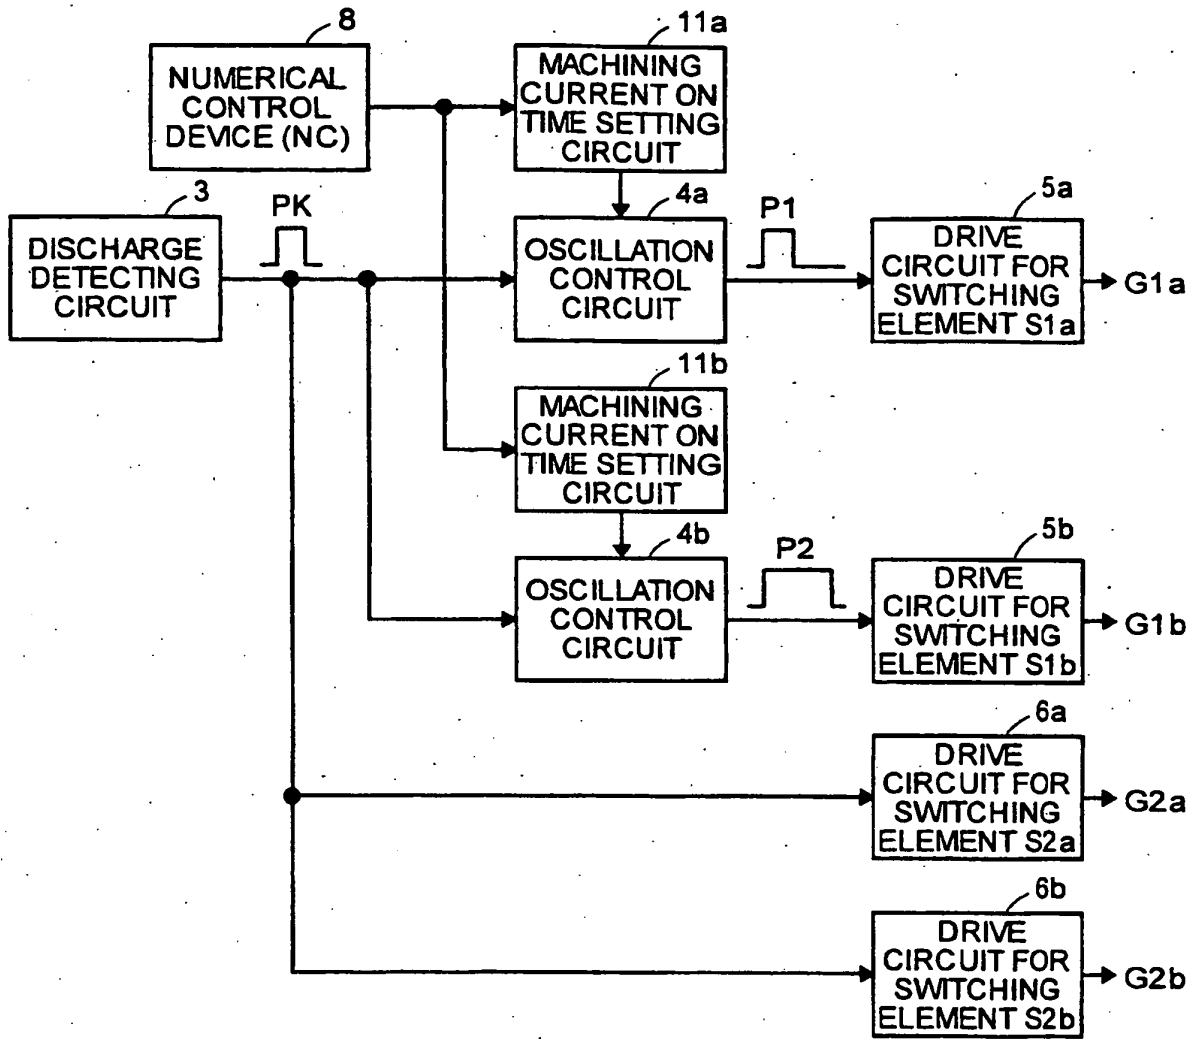 8
NUMERICAL
CONTROL
DEVICE (NC)
11a
MACHINING
CURRENT ON
TIME SETTING
CIRCUIT
3
DISCHARGE
DETECTING
CIRCUIT
PK
4a
OSCILLATION
CONTROL
CIRCUIT
P1
5a
DRIVE
CIRCUIT FOR
SWITCHING
ELEMENT S1a
G1a
11b
MACHINING
CURRENT ON
TIME SETTING
CIRCUIT
4b
OSCILLATION
CONTROL
CIRCUIT
P2
5b
DRIVE
CIRCUIT FOR
SWITCHING
ELEMENT S1b
G1b
6a
DRIVE
CIRCUIT FOR
SWITCHING
ELEMENT S2a
G2a
6b
DRIVE
CIRCUIT FOR
SWITCHING
ELEMENT S2b
G2b